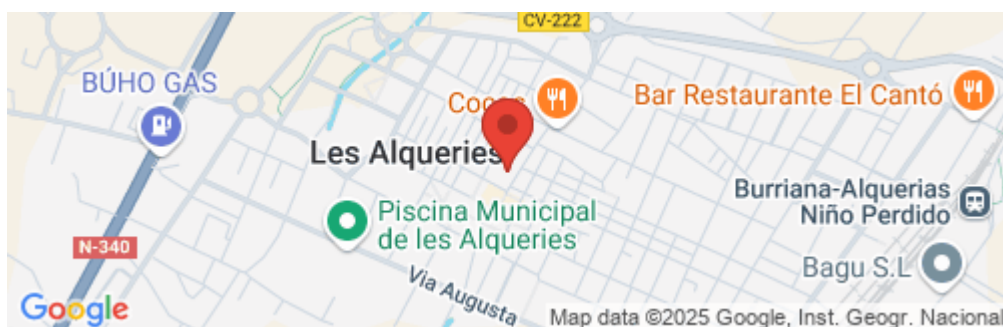 CV-222
BÚHO GAS
Bar Restaurante El Cantó
Les Alqueries
Burriana-Alquerias
Niño Perdido
Piscina Municipal
de les Alqueries
N-340
Bagu S.L
Via Augusta
Google
Map data ©2025 Google, Inst. Geogr. Nacional